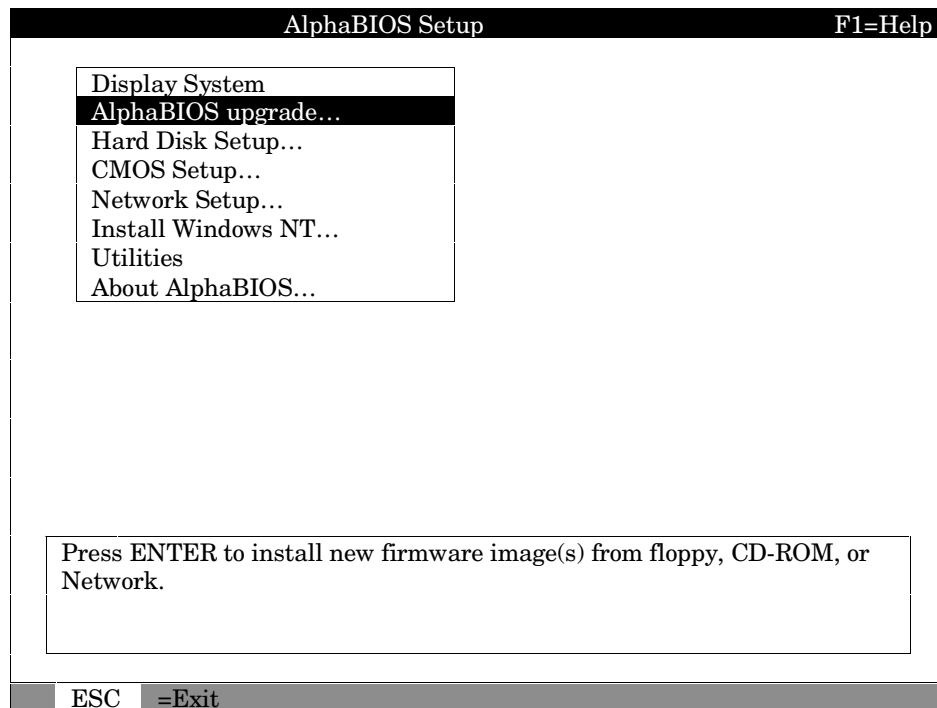 AlphaBIOS Setup F1=Help
Display System
AlphaBIOS upgrade…
Hard Disk Setup…
CMOS Setup…
Network Setup…
Install Windows NT…
Utilities
About AlphaBIOS…
Press ENTER to install new firmware image(s) from floppy, CD-ROM, or
Network.
ESC =Exit